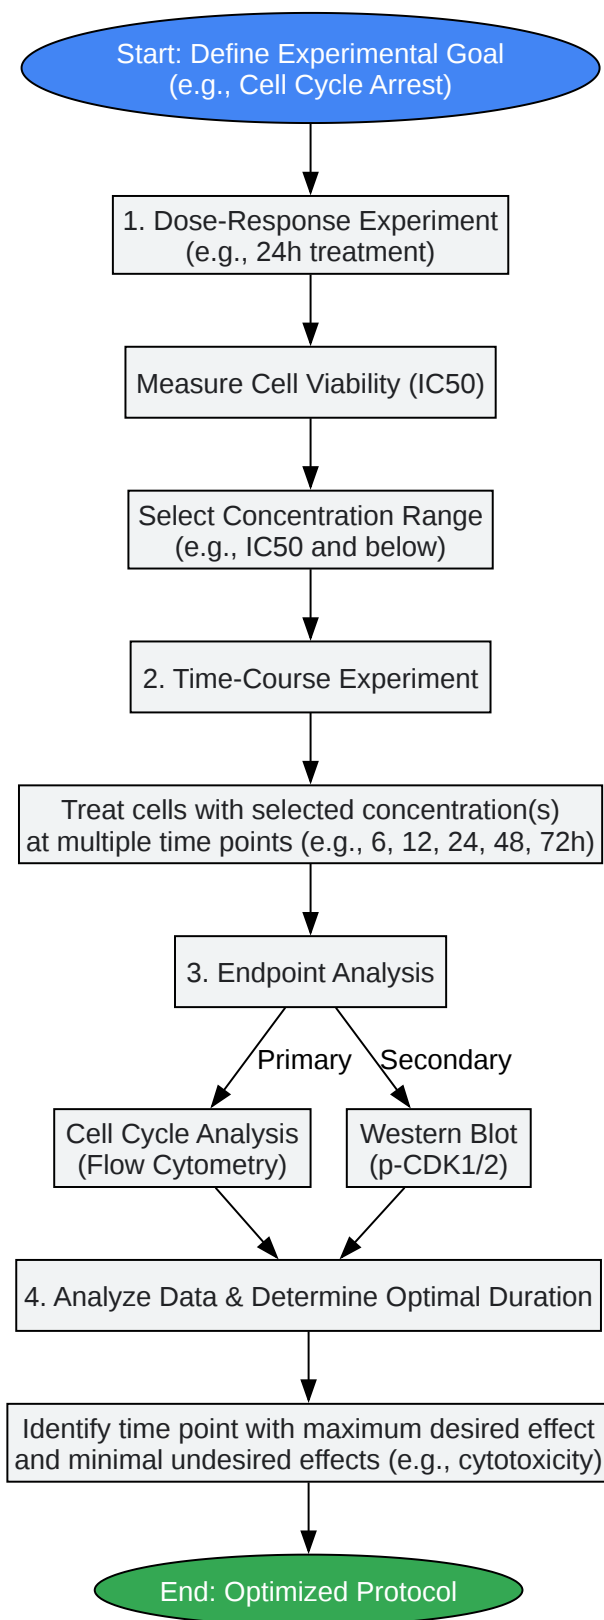 Start: Define Experimental Goal
(e.g., Cell Cycle Arrest)
1. Dose-Response Experiment
(e.g., 24h treatment)
Measure Cell Viability (IC50)
Select Concentration Range
(e.g., IC50 and below)
2. Time-Course Experiment
Treat cells with selected concentration(s)
at multiple time points (e.g., 6, 12, 24, 48, 72h)
3. Endpoint Analysis
Primary
Secondary
Cell Cycle Analysis
(Flow Cytometry)
Western Blot
(p-CDK1/2)
4. Analyze Data & Determine Optimal Duration
Identify time point with maximum desired effect
and minimal undesired effects (e.g., cytotoxicity)
End: Optimized Protocol